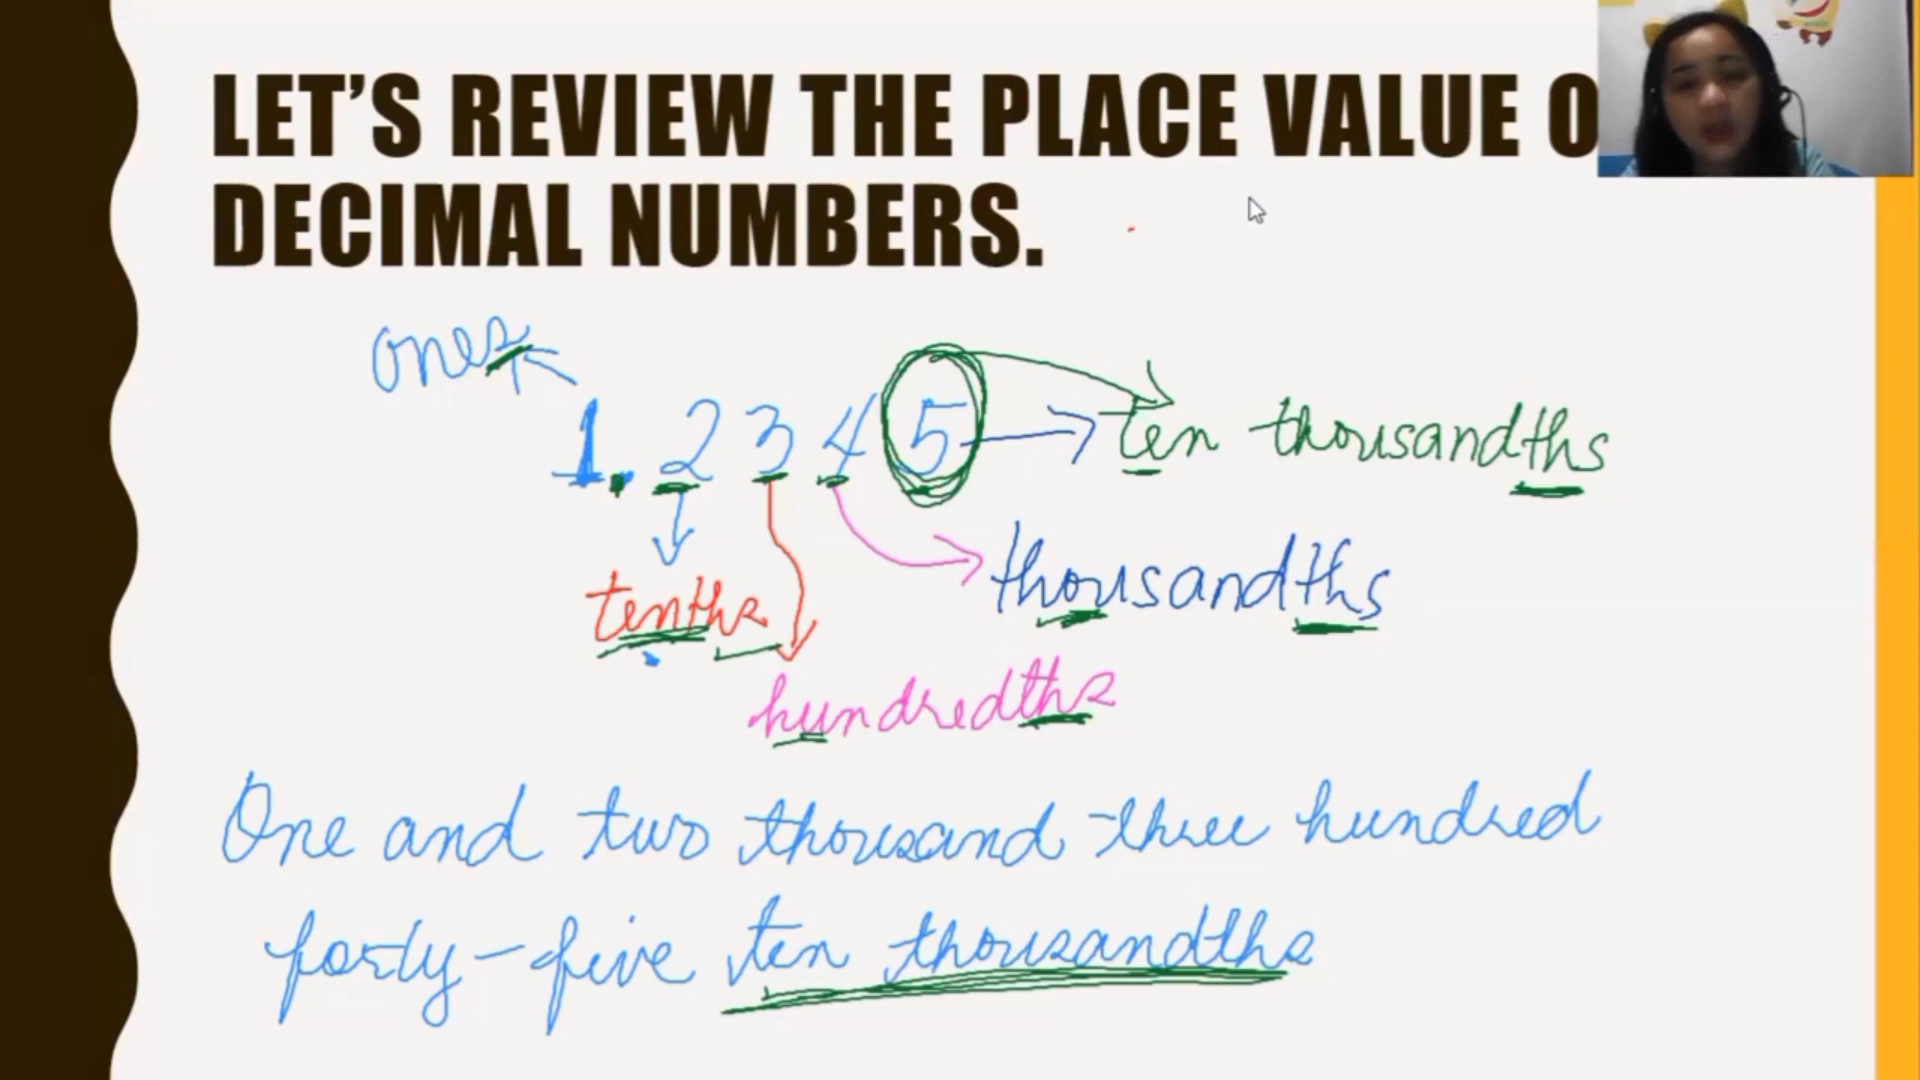 LET'S REVIEW THE PLACE VALUE O
DECIMAL NUMBERS.
ones
1.2345
ten thousandths
thousandths
tenths
hundredths
One and two thousand three hundred
forty-five ten thousandths